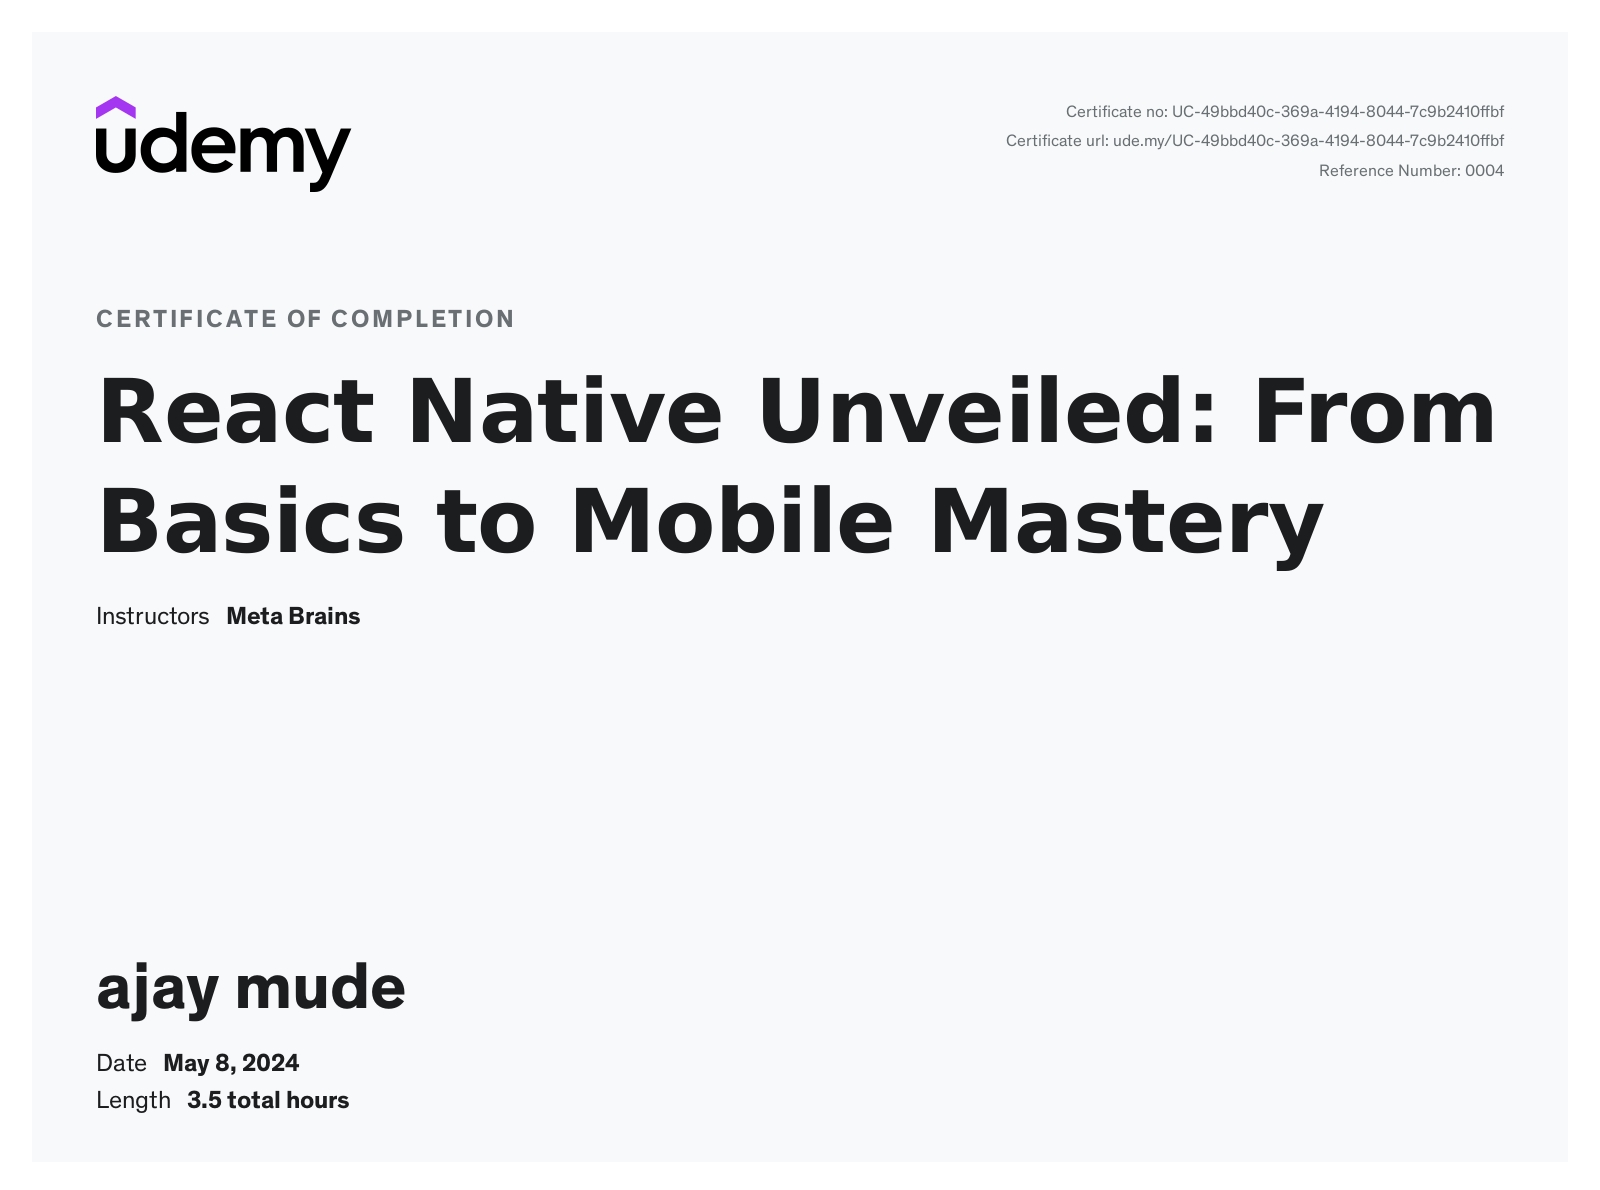 udemy
Certificate no: UC-49bbd40c-369a-4194-8044-7c9b2410ffbf
Certificate url: ude.my/UC-49bbd40c-369a-4194-8044-7c9b2410ffbf
Reference Number: 0004
CERTIFICATE OF COMPLETION
React Native Unveiled: From
Basics to Mobile Mastery
Instructors Meta Brains
ajay mude
Date May 8, 2024
Length 3.5 total hours